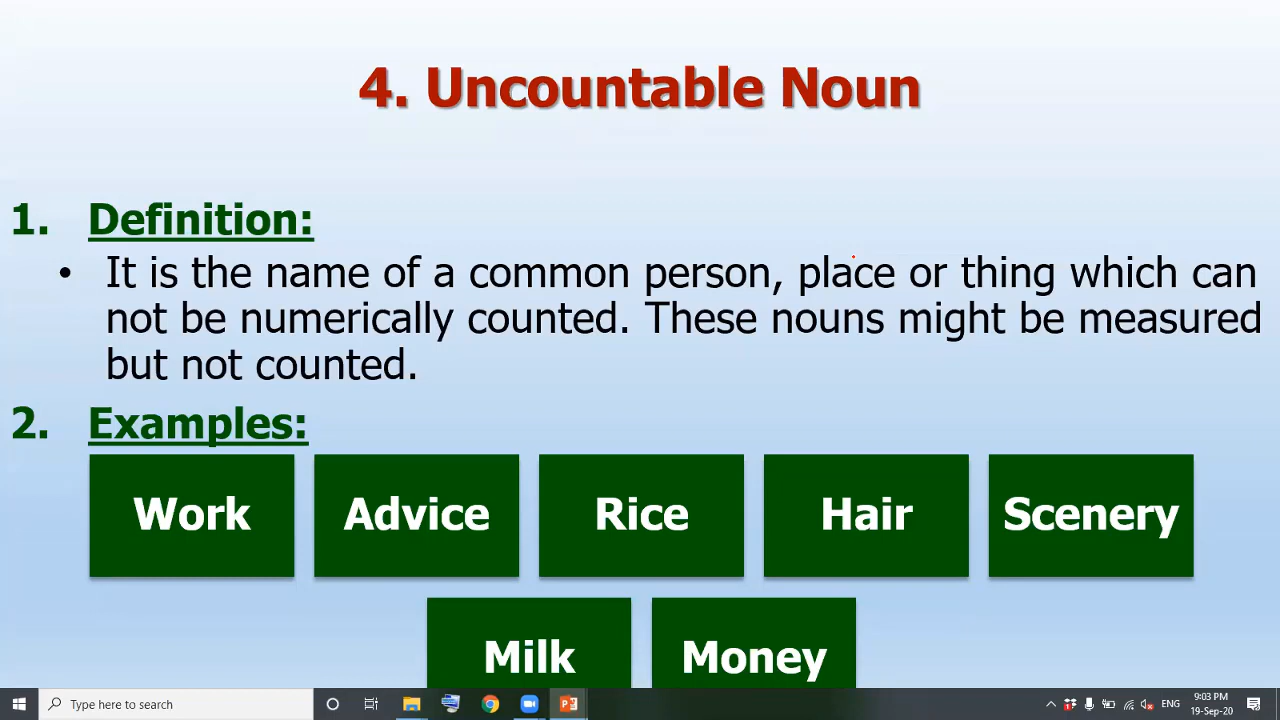 4. Uncountable Noun
1. Definition:
• It is the name of a common person, place or thing which can
not be numerically counted. These nouns might be measured
but not counted.
2. Examples:
Work Advice Rice Hair Scenery
Milk Money
Type here to search
ENG
9:03 PM
19-Sep-20